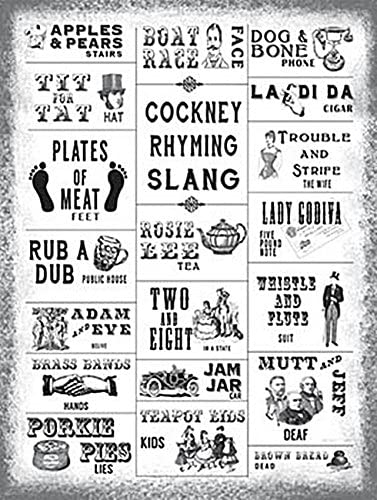 APPLES
& PEARS
STAIRS
TIT
FOR
TAT
HAT
PLATES
OF
MEAT
FEET
RUB A
DUB
PUBLIC HOUSE
ADAM
AND EVE
BELIVE
BRASS BANDS
HANDS
PORKIE
PIES
LIES
BOAT
RACE
FACE
COCKNEY
RHYMING
SLANG
ROSIE
LEE
TEA
TWO
AND
EIGHT
IN A STATE
JAM
JAR
CAR
TEAPOT LIDS
KIDS
DOG &
BONE
PHONE
LA DI DA
CIGAR
TROUBLE
AND
STRIFE
THE WIFE
LADY GODIVA
FIVE
POUND
NOTE
WHISTLE
AND
FLUTE
SUIT
MUTT AND JEFF
DEAF
BROWN BREAD
DEAD